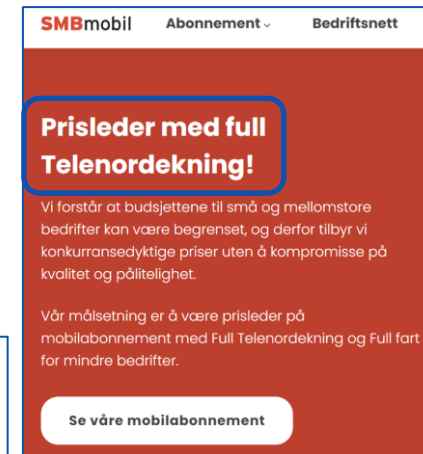 SMBmobil Abonnement Bedriftsnett
Prisleder med full
Telenordekning!
Vi forstår at budsjettene til små og mellomstore
bedrifter kan være begrenset, og derfor tilbyr vi
konkurransedyktige priser uten å kompromisse på
kvalitet og pålitelighet.
Vår målsetning er å være prisleder på
mobilabonnement med Full Telenordekning og Full fart
for mindre bedrifter.
Se våre mobilabonnement